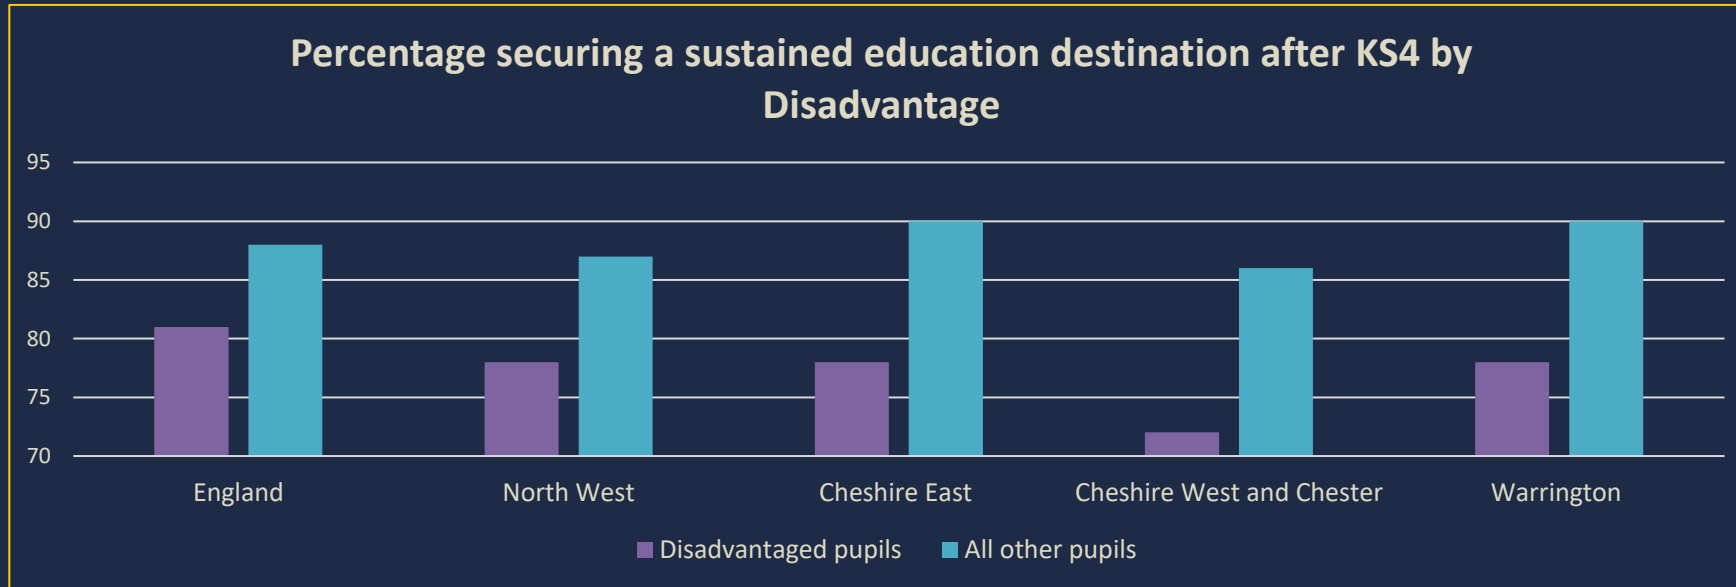 Percentage securing a sustained education destination after KS4 by
Disadvantage
95
90
85
80
75
70
England North West Cheshire East Cheshire West and Chester Warrington
Disadvantaged pupils All other pupils